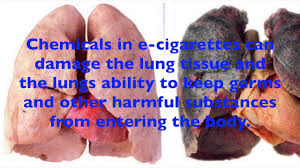 Chemicals in e-cigarettes can
damage the lung tissue and
the lungs ability to keep germs
and other harmful substances
from entering the body.